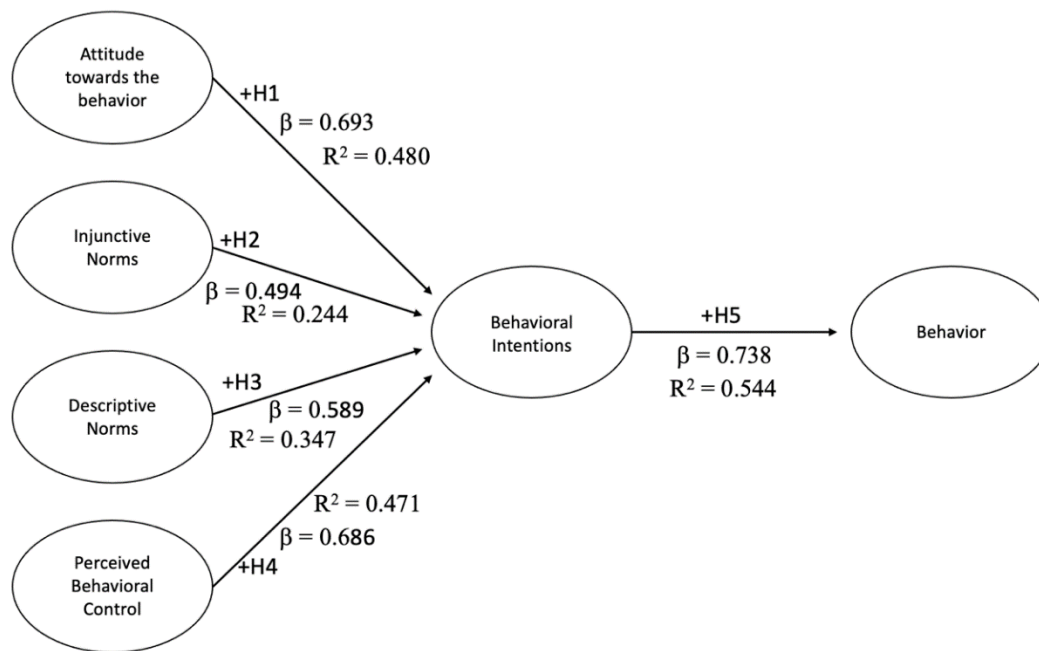 Attitude
towards the
behavior
+H1
β = 0.693
R² = 0.480
Injunctive
Norms
+H2
β = 0.494
R² = 0.244
Behavioral
Intentions
+H5
β = 0.738
R² = 0.544
Behavior
Descriptive
Norms
+H3
β = 0.589
R² = 0.347
Perceived
Behavioral
Control
R² = 0.471
β = 0.686
+H4